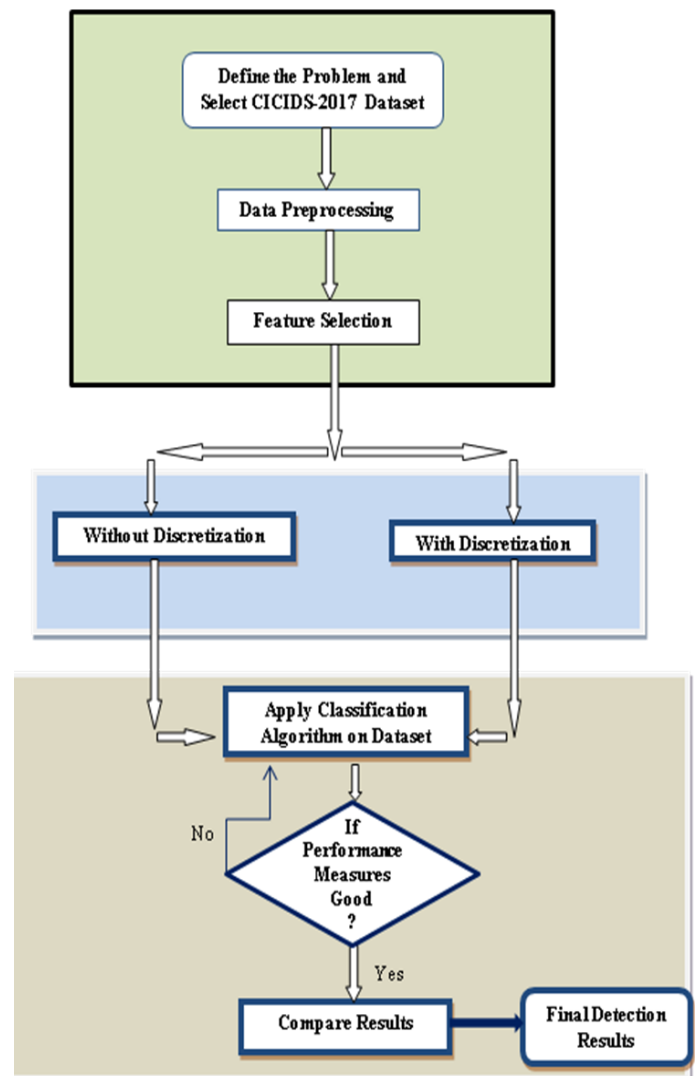 Define the Problem and
Select CICIDS-2017 Dataset
Data Preprocessing
Feature Selection
Without Discretization
With Discretization
Apply Classification
Algorithm on Dataset
If
Performance
Measures
Good
?
No
Yes
Compare Results
Final Detection
Results